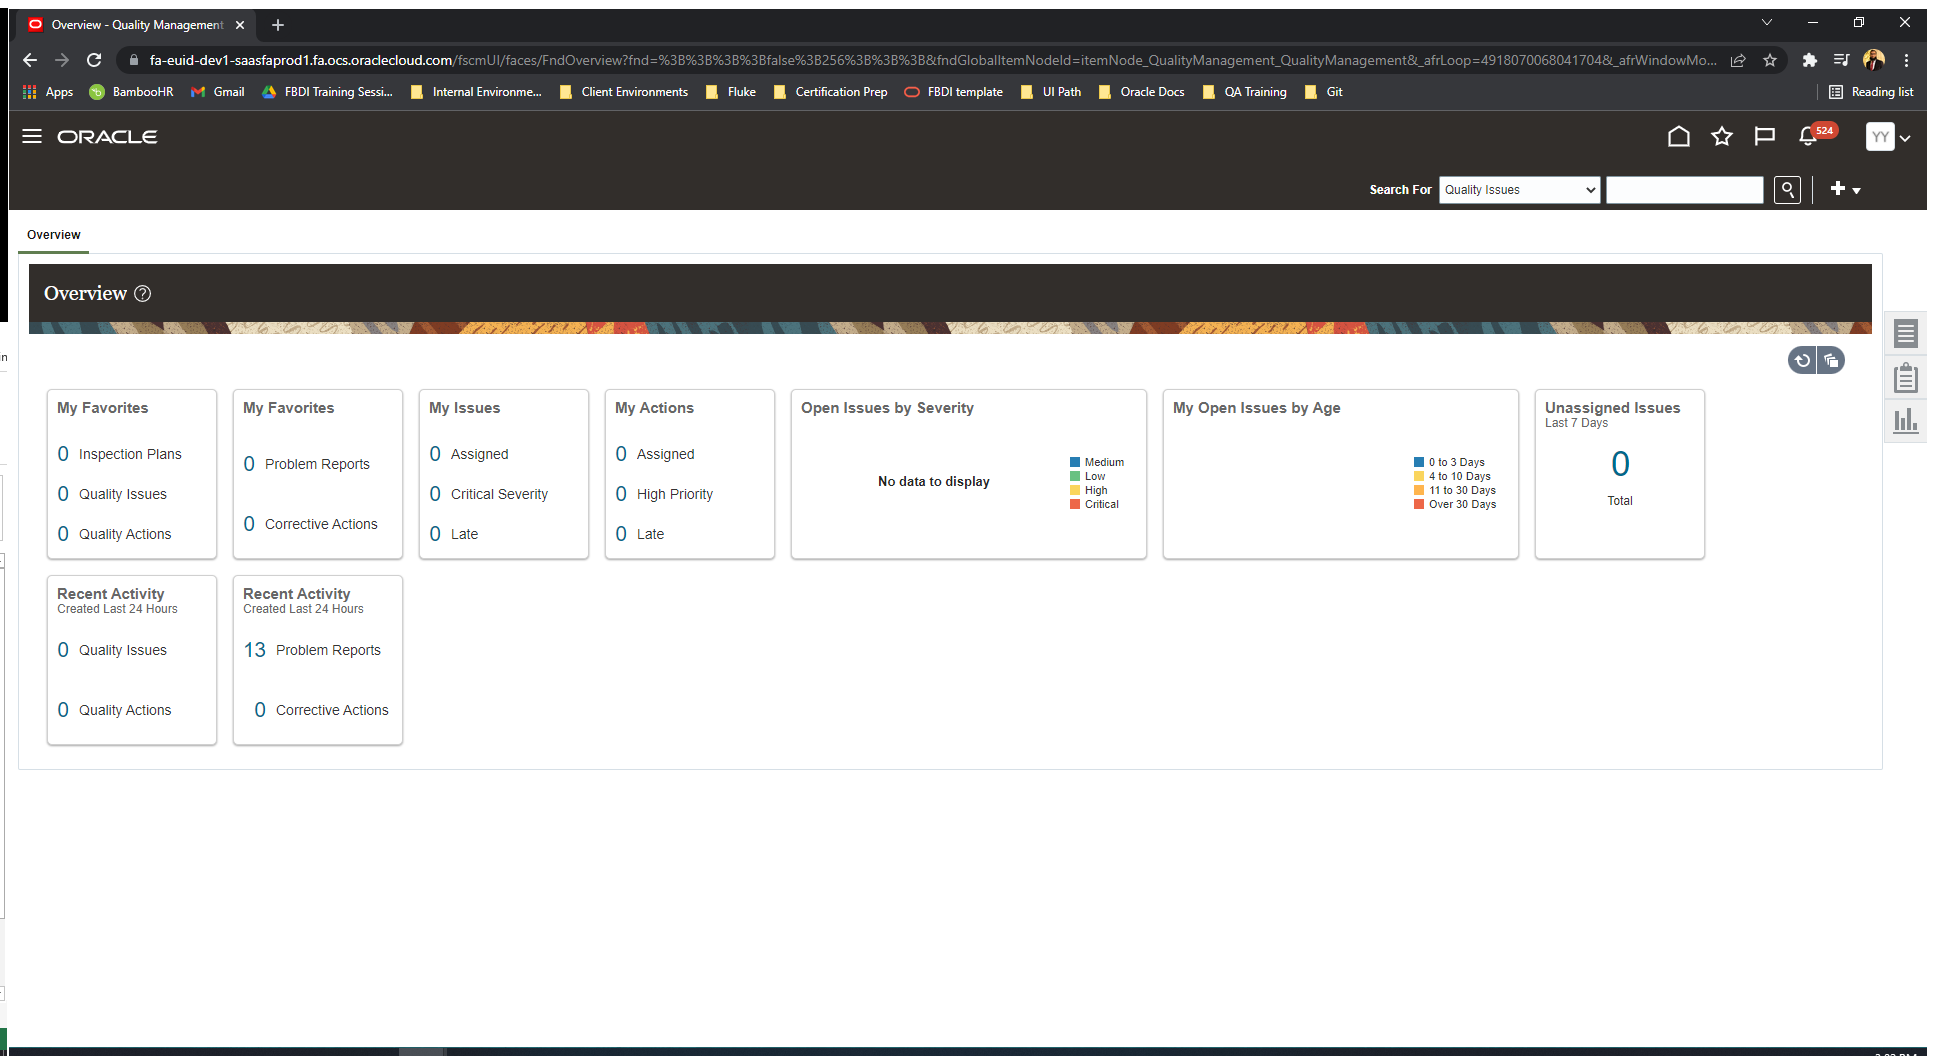 Overview - Quality Management
fa-euid-dev1-saasfaprod1.fa.ocs.oraclecloud.com/fscmUI/faces/FndOverview?fnd=%3B%3B%3B%3Bfalse%3B256%3B%3B%3B&fndGlobalItemNodeId=itemNode_QualityManagement_QualityManagement&_afrLoop=4918070068041704&_afrWindowMo...
Apps BambooHR Gmail FBDI Training Sessi... Internal Environme... Client Environments Fluke Certification Prep FBDI template UI Path Oracle Docs QA Training Git Reading list
ORACLE 524 YY
Search For Quality Issues
Overview
Overview
My Favorites
0 Inspection Plans
0 Quality Issues
0 Quality Actions
My Favorites
0 Problem Reports
0 Corrective Actions
My Issues
0 Assigned
0 Critical Severity
0 Late
My Actions
0 Assigned
0 High Priority
0 Late
Open Issues by Severity
No data to display
Medium
Low
High
Critical
My Open Issues by Age
0 to 3 Days
4 to 10 Days
11 to 30 Days
Over 30 Days
Unassigned Issues
Last 7 Days
0
Total
Recent Activity
Created Last 24 Hours
0 Quality Issues
0 Quality Actions
Recent Activity
Created Last 24 Hours
13 Problem Reports
0 Corrective Actions